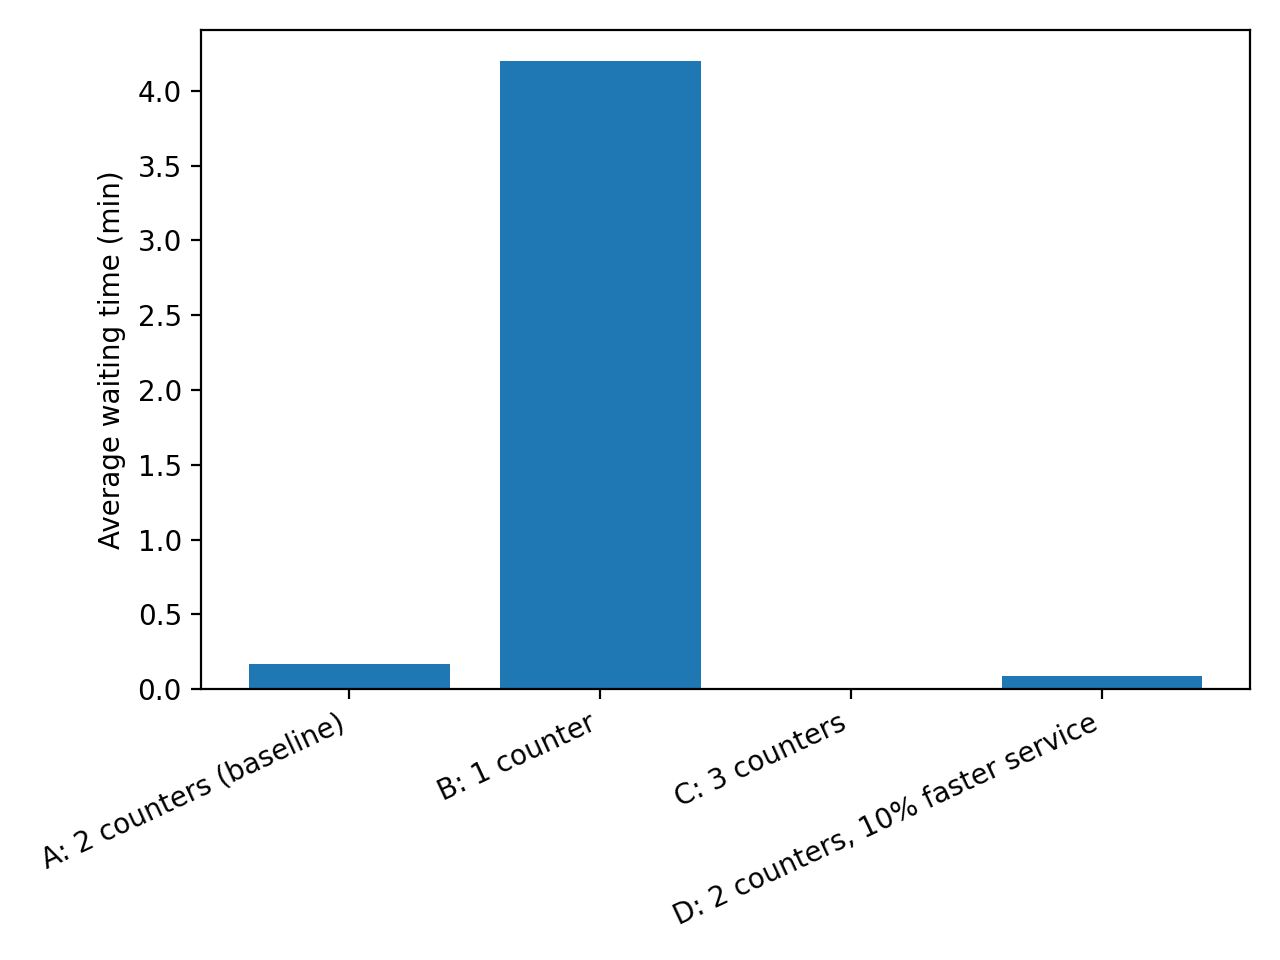 Average waiting time (min)
4.0
3.5
3.0
2.5
2.0
1.5
1.0
0.5
0.0
A: 2 counters (baseline)
B: 1 counter
C: 3 counters
D: 2 counters, 10% faster service